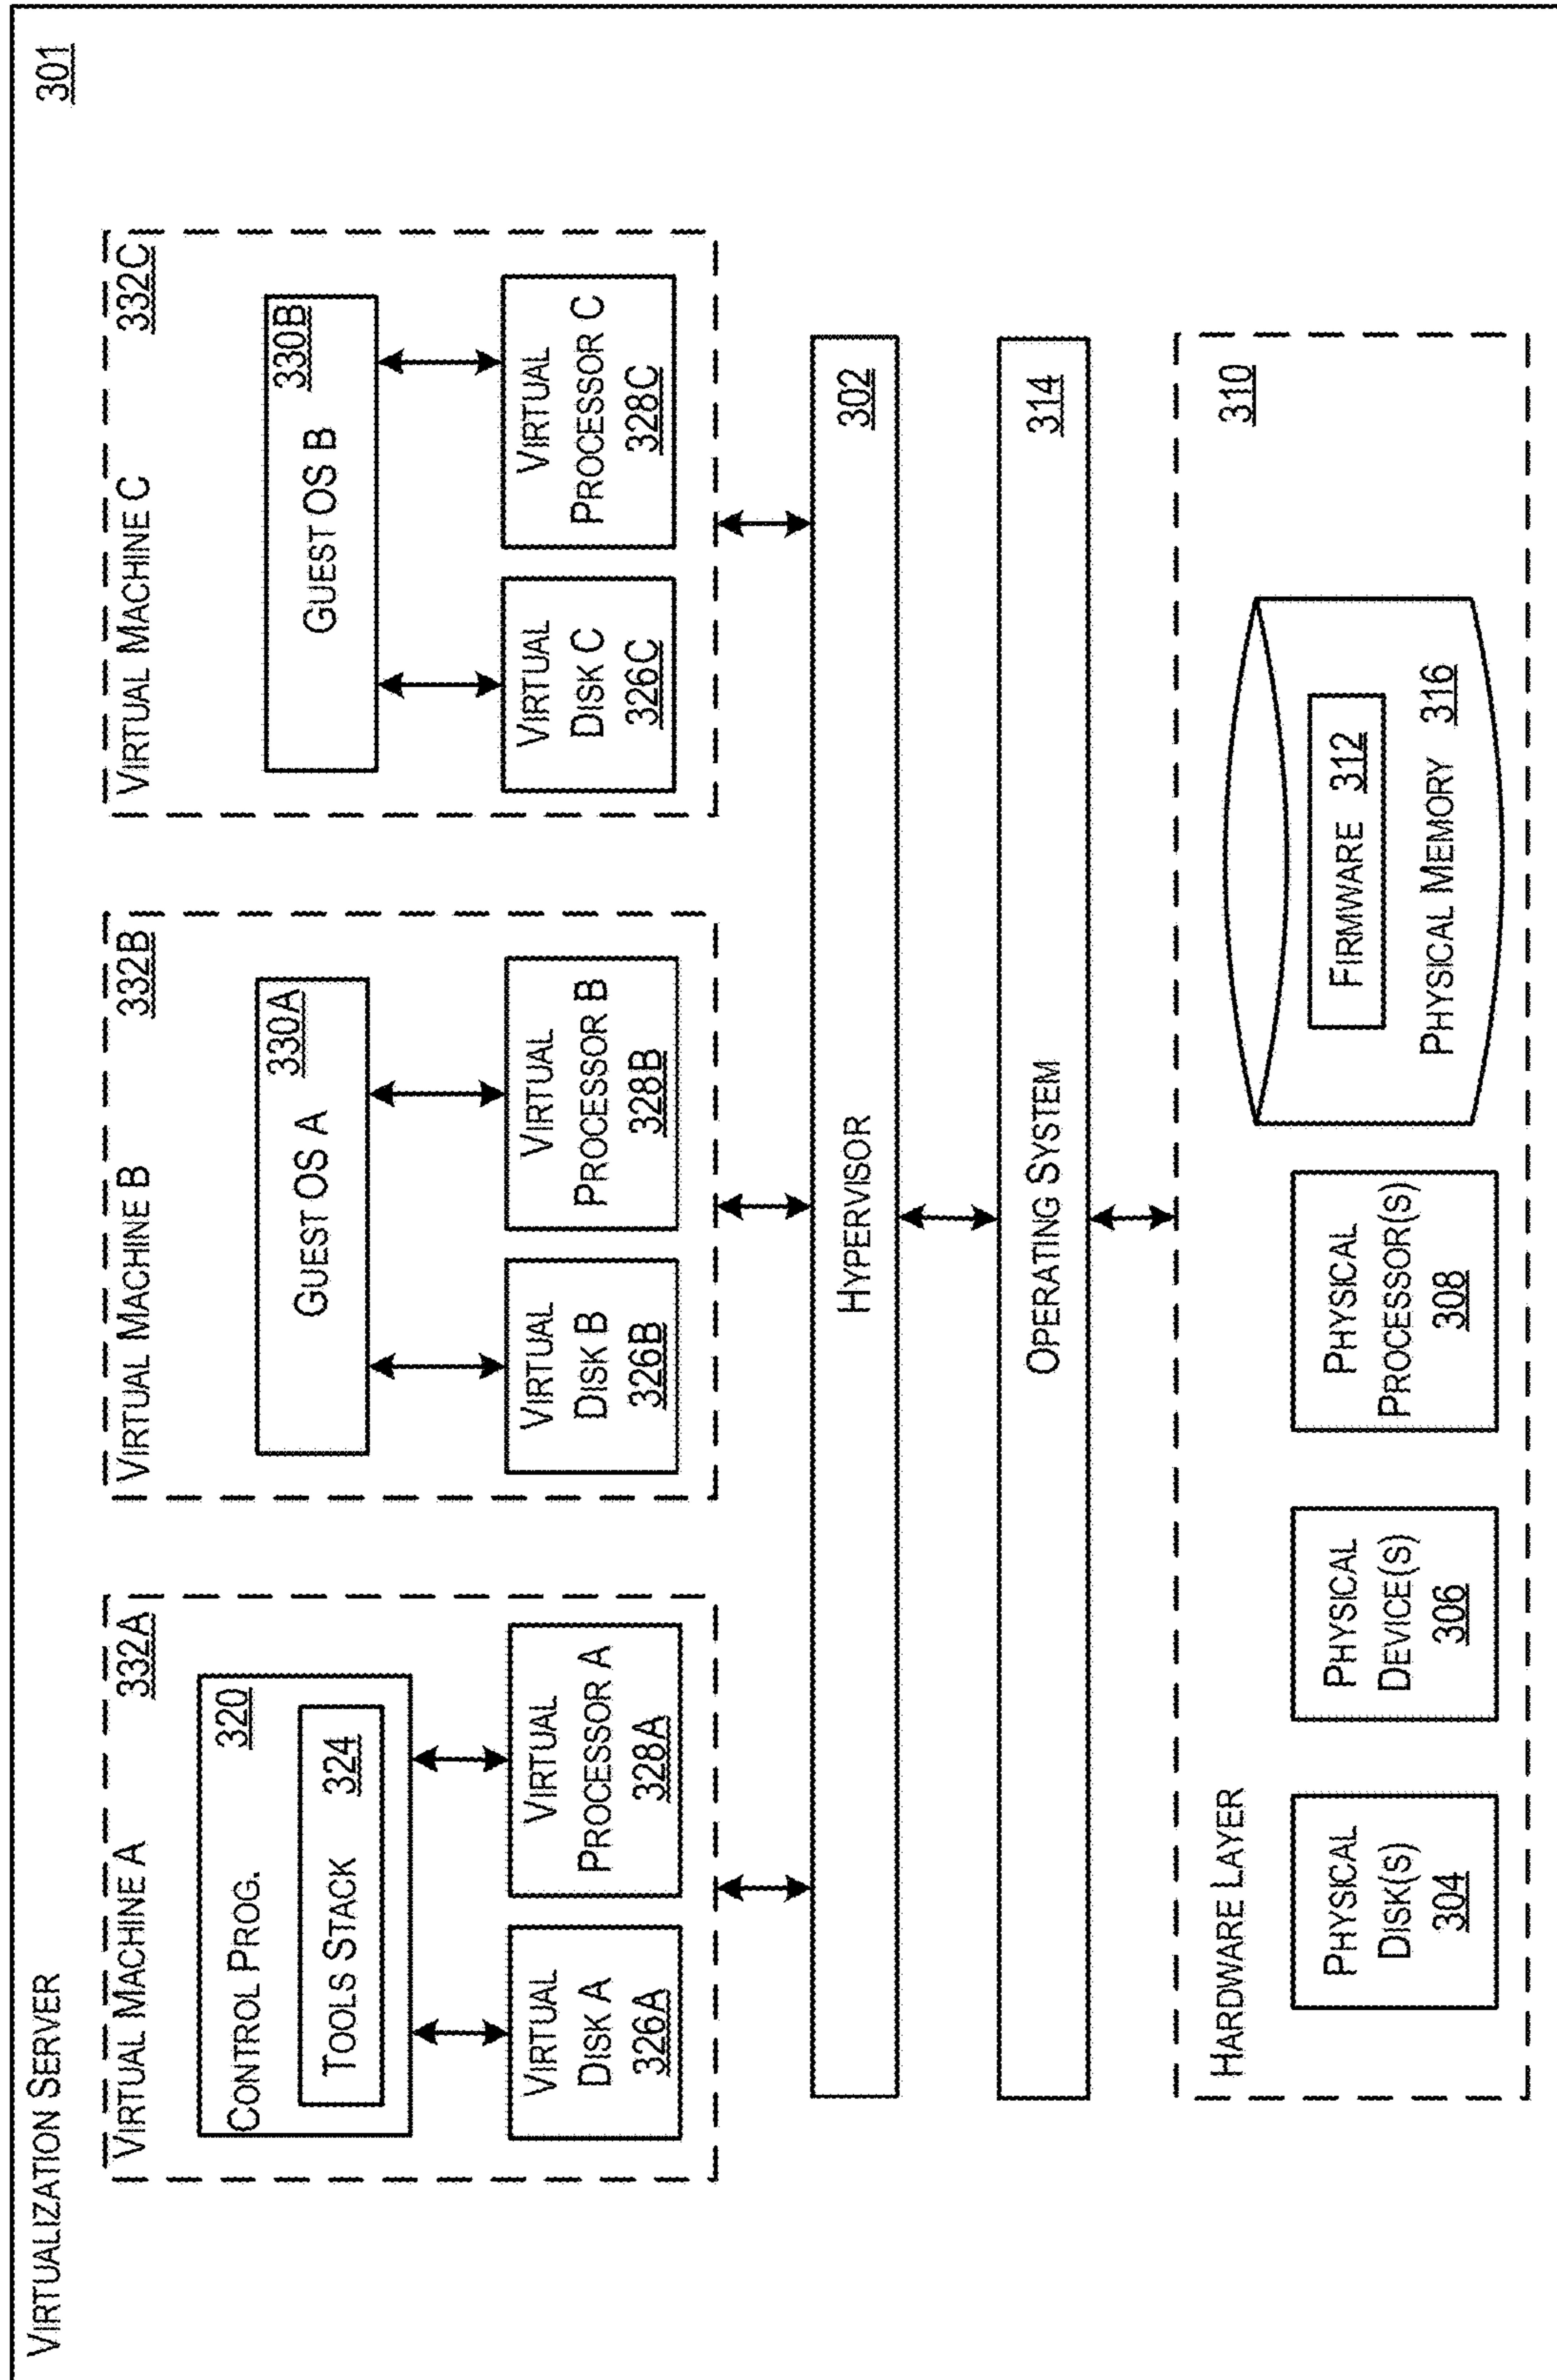 VIRTUALIZATION SERVER
301
VIRTUAL MACHINE A
332A
CONTROL PROG.
320
TOOLS STACK 324
VIRTUAL
DISK A
326A
VIRTUAL
PROCESSOR A
328A
VIRTUAL MACHINE B
332B
GUEST OS A
330A
VIRTUAL
DISK B
326B
VIRTUAL
PROCESSOR B
328B
VIRTUAL MACHINE C
332C
GUEST OS B
330B
VIRTUAL
DISK C
326C
VIRTUAL
PROCESSOR C
328C
HYPERVISOR
302
OPERATING SYSTEM
314
HARDWARE LAYER
310
PHYSICAL
DISK(S)
304
PHYSICAL
DEVICE(S)
306
PHYSICAL
PROCESSOR(S)
308
FIRMWARE 312
PHYSICAL MEMORY 316